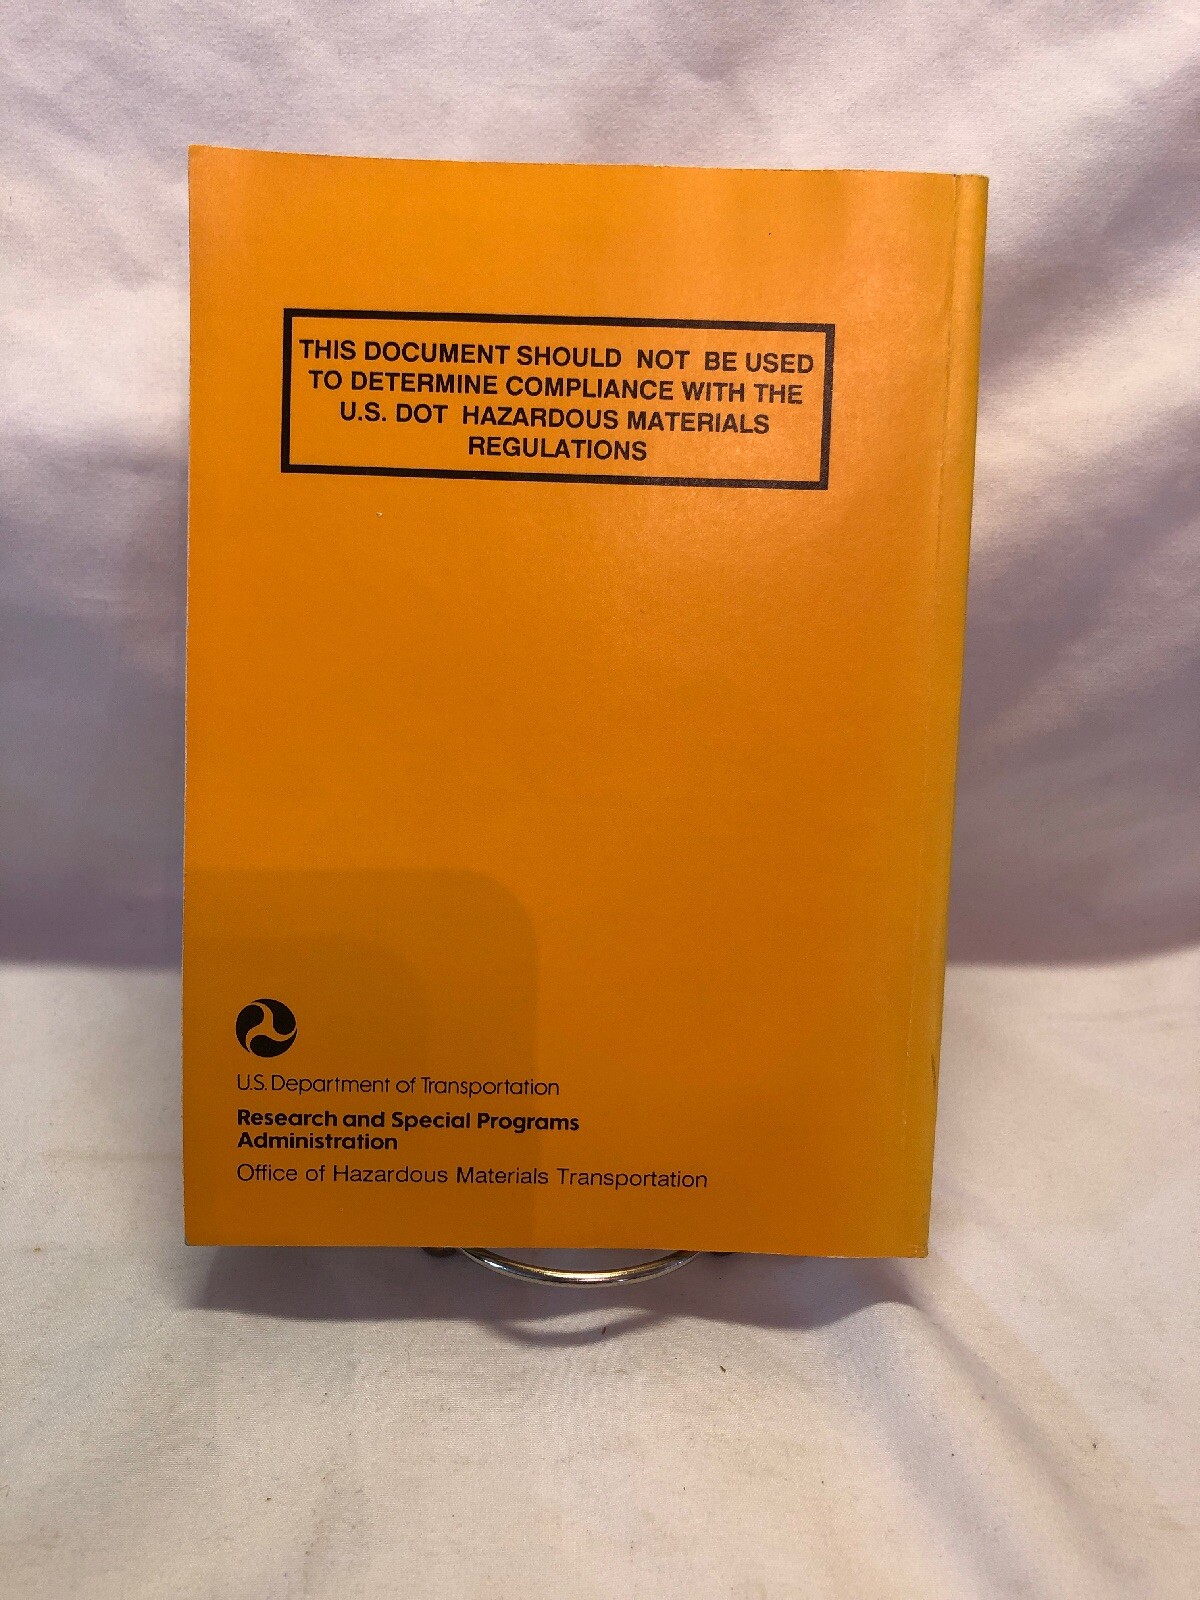 THIS DOCUMENT SHOULD NOT BE USED
TO DETERMINE COMPLIANCE WITH THE
U.S. DOT HAZARDOUS MATERIALS
REGULATIONS
U.S. Department of Transportation
Research and Special Programs
Administration
Office of Hazardous Materials Transportation